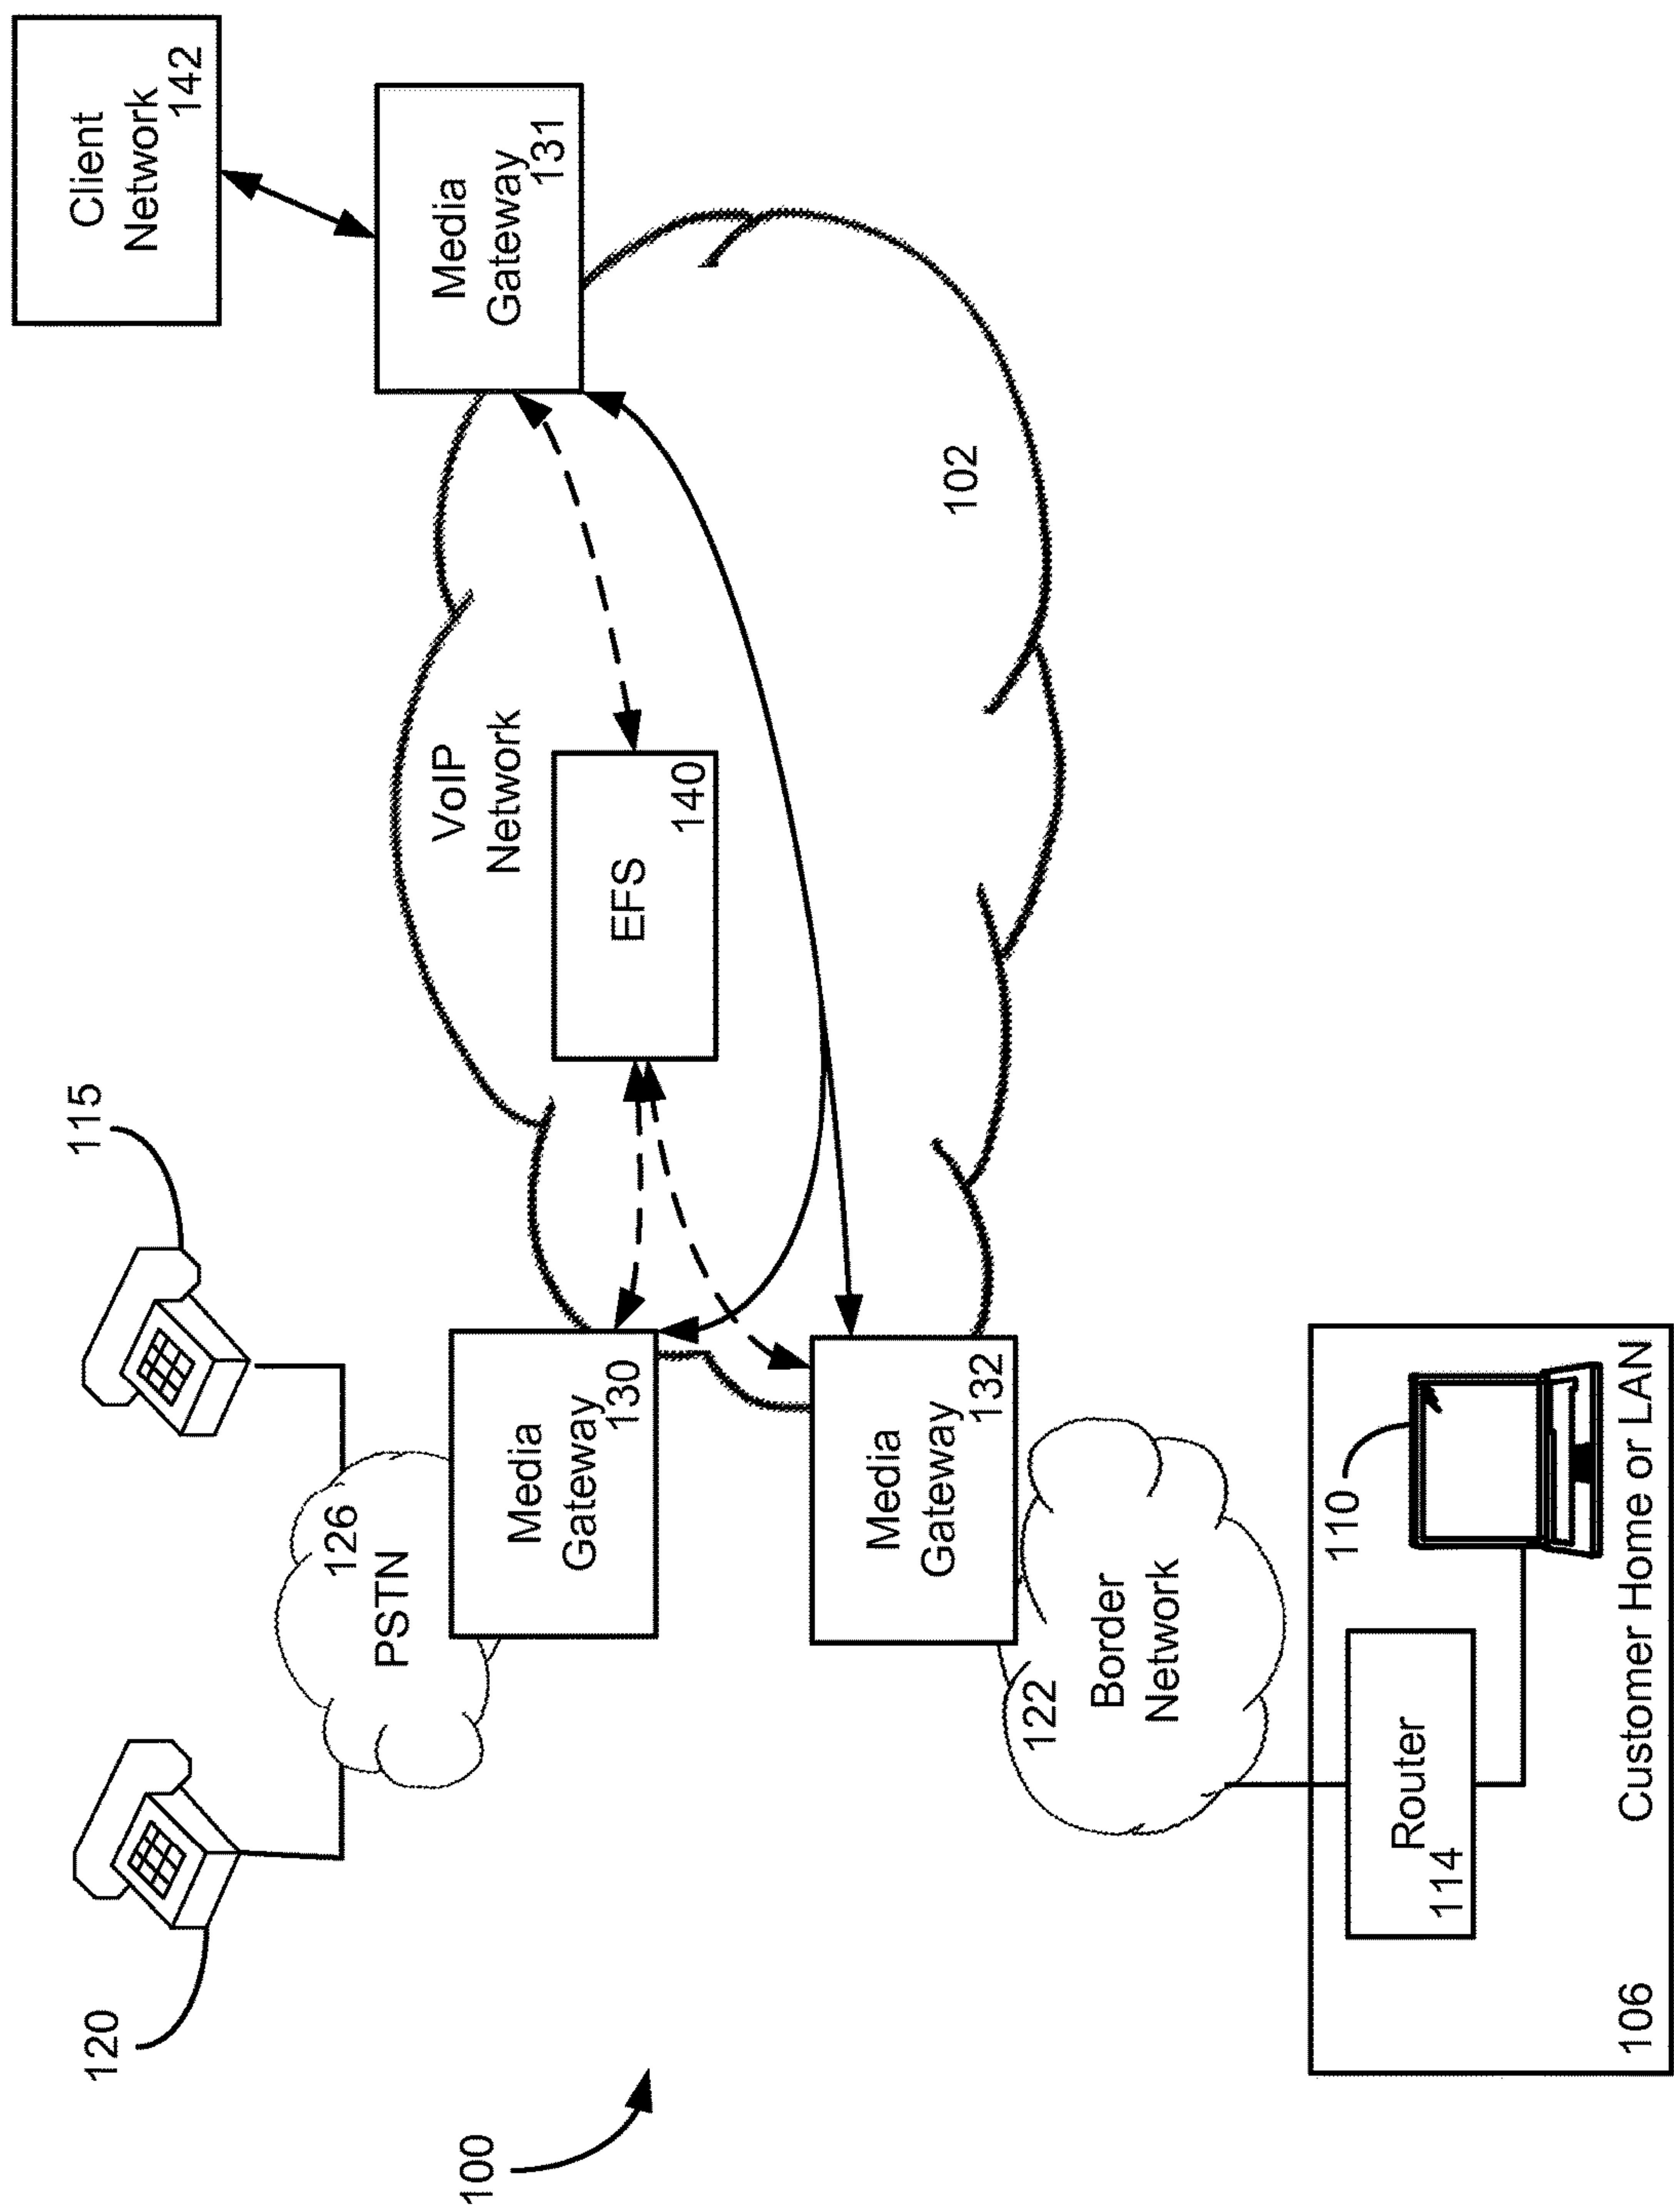 100
120
115
PSTN
126
Media
Gateway
130
Media
Gateway
132
122
Border
Network
106
Router
114
110
Customer Home or LAN
VoIP
Network
EFS
140
102
Media
Gateway
131
Client
Network
142